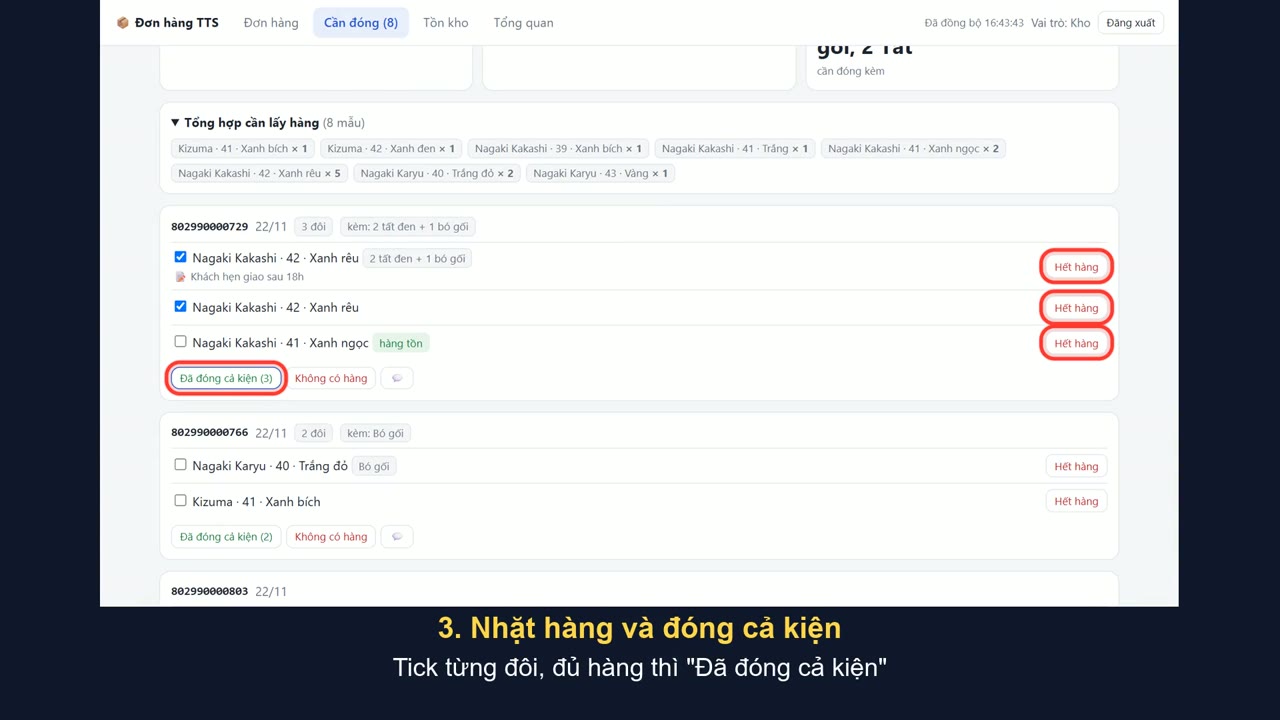 Đơn hàng TTS Đơn hàng Cần đóng (8) Tồn kho Tổng quan Đã đồng bộ 16:43:43 Vai trò: Kho Đăng xuất
gối, 2 Tất
cần đóng kèm
▼ Tổng hợp cần lấy hàng (8 mẫu)
Kizuma · 41 · Xanh bích × 1 Kizuma · 42 · Xanh đen × 1 Nagaki Kakashi · 39 · Xanh bích × 1 Nagaki Kakashi · 41 · Trắng × 1 Nagaki Kakashi · 41 · Xanh ngọc × 2
Nagaki Kakashi · 42 · Xanh rêu × 5 Nagaki Karyu · 40 · Trắng đỏ × 2 Nagaki Karyu · 43 · Vàng × 1
802990000729 22/11 3 đôi kèm: 2 tất đen + 1 bó gối
Nagaki Kakashi · 42 · Xanh rêu 2 tất đen + 1 bó gối Hết hàng
Khách hẹn giao sau 18h
Nagaki Kakashi · 42 · Xanh rêu Hết hàng
Nagaki Kakashi · 41 · Xanh ngọc hàng tồn Hết hàng
Đã đóng cả kiện (3) Không có hàng
802990000766 22/11 2 đôi kèm: Bó gối
Nagaki Karyu · 40 · Trắng đỏ Bó gối Hết hàng
Kizuma · 41 · Xanh bích Hết hàng
Đã đóng cả kiện (2) Không có hàng
802990000803 22/11
3. Nhặt hàng và đóng cả kiện
Tick từng đôi, đủ hàng thì "Đã đóng cả kiện"